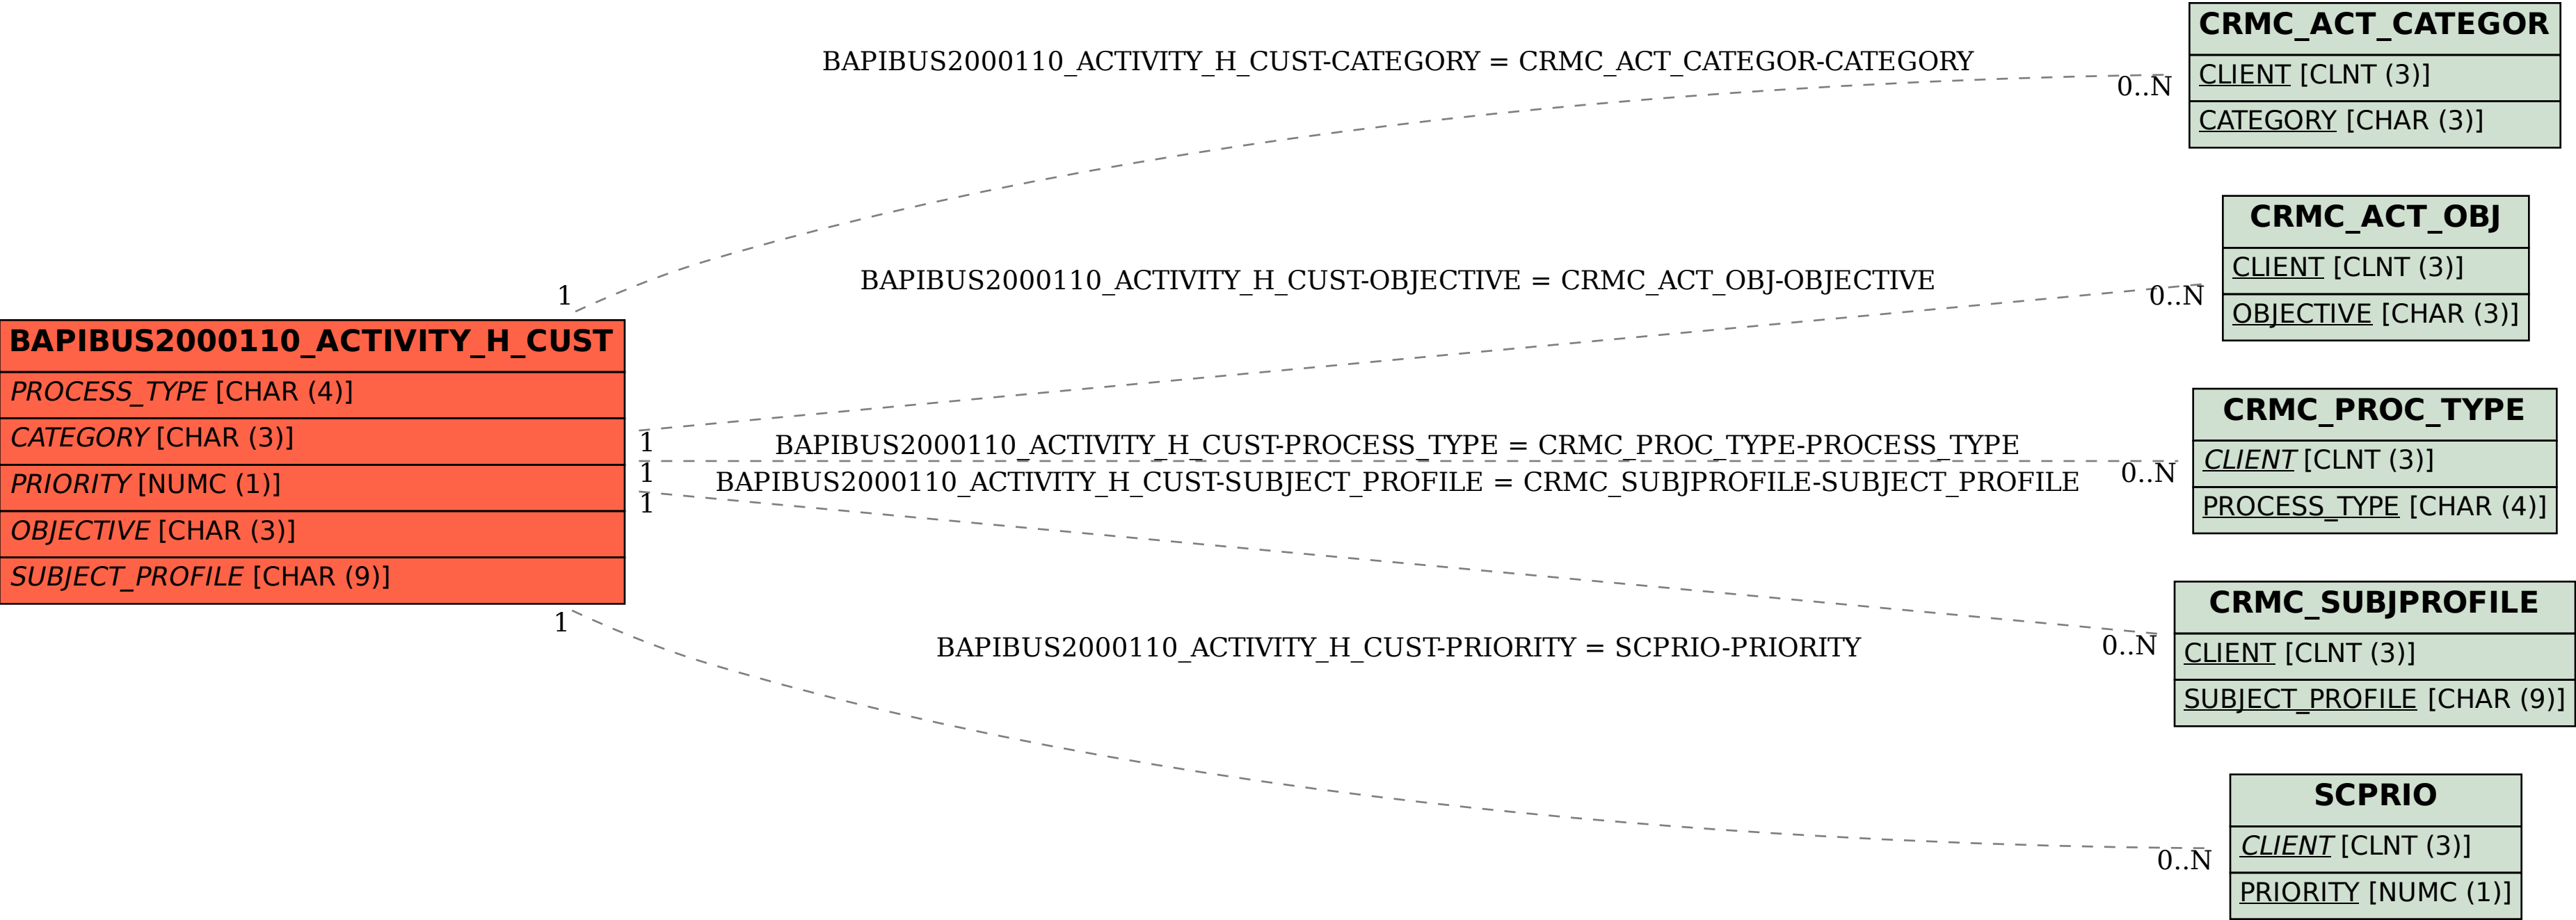 BAPIBUS2000110_ACTIVITY_H_CUST
PROCESS_TYPE [CHAR (4)]
CATEGORY [CHAR (3)]
PRIORITY [NUMC (1)]
OBJECTIVE [CHAR (3)]
SUBJECT_PROFILE [CHAR (9)]
BAPIBUS2000110_ACTIVITY_H_CUST-CATEGORY = CRMC_ACT_CATEGOR-CATEGORY
1
0..N
BAPIBUS2000110_ACTIVITY_H_CUST-OBJECTIVE = CRMC_ACT_OBJ-OBJECTIVE
1
0..N
BAPIBUS2000110_ACTIVITY_H_CUST-PROCESS_TYPE = CRMC_PROC_TYPE-PROCESS_TYPE
1
0..N
BAPIBUS2000110_ACTIVITY_H_CUST-SUBJECT_PROFILE = CRMC_SUBJPROFILE-SUBJECT_PROFILE
1
0..N
BAPIBUS2000110_ACTIVITY_H_CUST-PRIORITY = SCPRIO-PRIORITY
1
0..N
CRMC_ACT_CATEGOR
CLIENT [CLNT (3)]
CATEGORY [CHAR (3)]
CRMC_ACT_OBJ
CLIENT [CLNT (3)]
OBJECTIVE [CHAR (3)]
CRMC_PROC_TYPE
CLIENT [CLNT (3)]
PROCESS_TYPE [CHAR (4)]
CRMC_SUBJPROFILE
CLIENT [CLNT (3)]
SUBJECT_PROFILE [CHAR (9)]
SCPRIO
CLIENT [CLNT (3)]
PRIORITY [NUMC (1)]